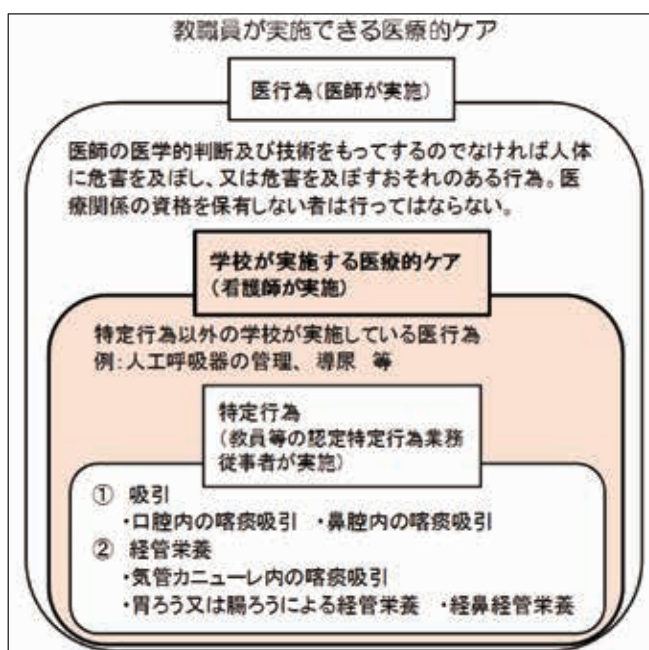 教職員が実施できる医療的ケア
医行為(医師が実施)
医師の医学的判断及び技術をもってするのでなければ人体
に危害を及ぼし、又は危害を及ぼすおそれのある行為。医
療関係の資格を保有しない者は行ってはならない。
学校が実施する医療的ケア
(看護師が実施)
特定行為以外の学校が実施している医行為
例:人工呼吸器の管理、導尿 等
特定行為
(教員等の認定特定行為業務
従事者が実施)
① 吸引
・口腔内の喀痰吸引 ・鼻腔内の喀痰吸引
② 経管栄養
・気管カニューレ内の喀痰吸引
・胃ろう又は腸ろうによる経管栄養 ・経鼻経管栄養